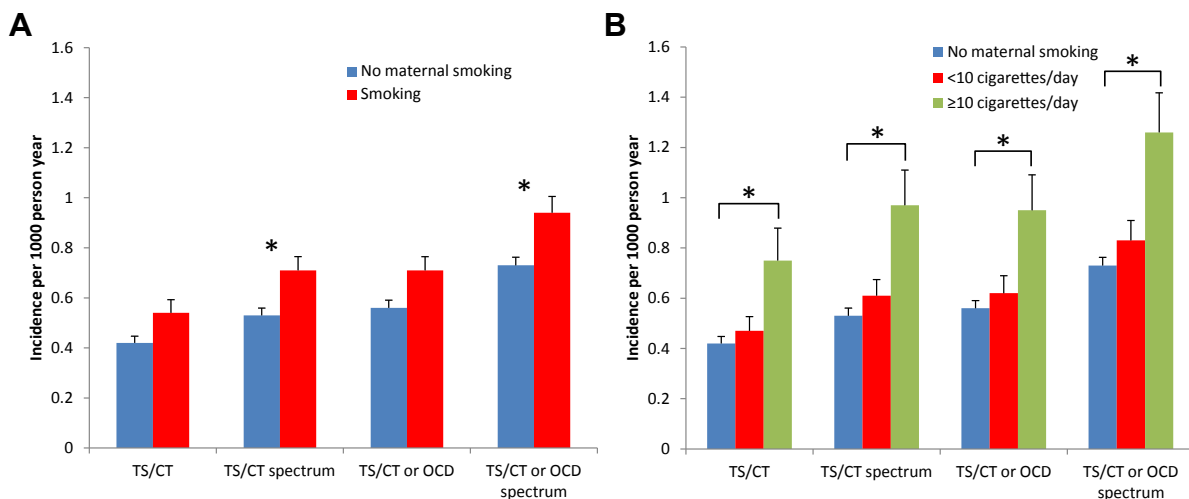 A
Incidence per 1000 person year
1.6
1.4
1.2
1
0.8
0.6
0.4
0.2
0
No maternal smoking
Smoking
*
*
TS/CT
TS/CT spectrum
TS/CT or OCD
TS/CT or OCD
spectrum
B
Incidence per 1000 person year
1.6
1.4
1.2
1
0.8
0.6
0.4
0.2
0
No maternal smoking
<10 cigarettes/day
≥10 cigarettes/day
*
*
*
*
TS/CT
TS/CT spectrum
TS/CT or OCD
TS/CT or OCD
spectrum